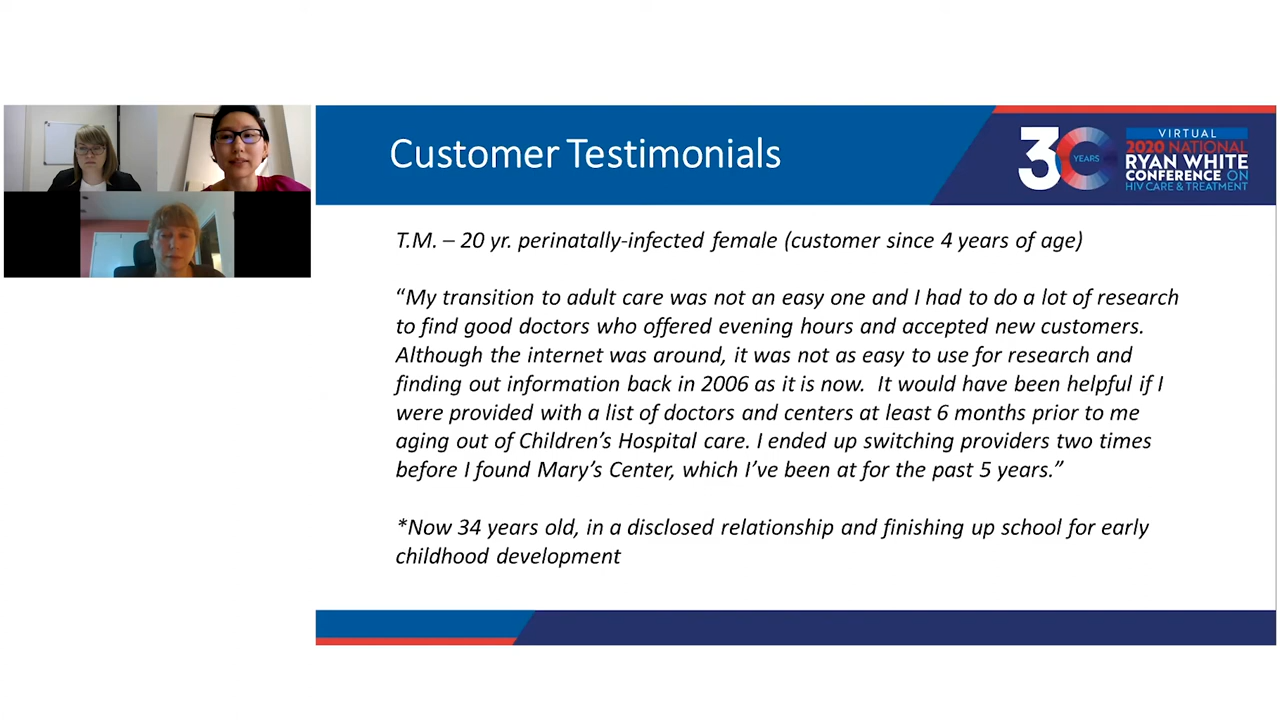 Customer Testimonials
30 YEARS
VIRTUAL
2020 NATIONAL
RYAN WHITE
CONFERENCE ON
HIV CARE & TREATMENT
T.M. – 20 yr. perinatally-infected female (customer since 4 years of age)
“My transition to adult care was not an easy one and I had to do a lot of research
to find good doctors who offered evening hours and accepted new customers.
Although the internet was around, it was not as easy to use for research and
finding out information back in 2006 as it is now.  It would have been helpful if I
were provided with a list of doctors and centers at least 6 months prior to me
aging out of Children’s Hospital care. I ended up switching providers two times
before I found Mary’s Center, which I’ve been at for the past 5 years.”
*Now 34 years old, in a disclosed relationship and finishing up school for early
childhood development